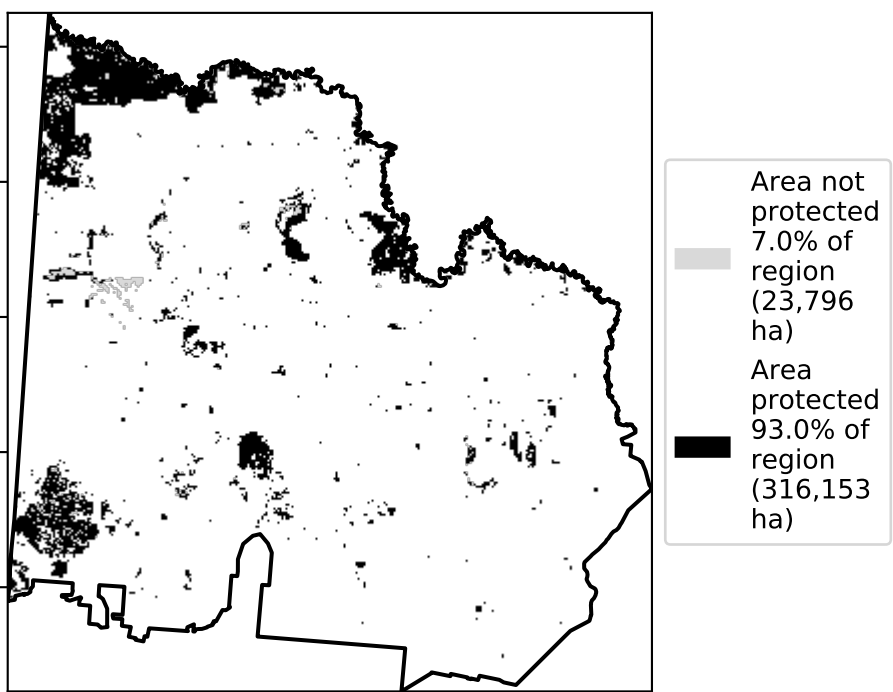 Area not
protected
7.0% of
region
(23,796
ha)
Area
protected
93.0% of
region
(316,153
ha)